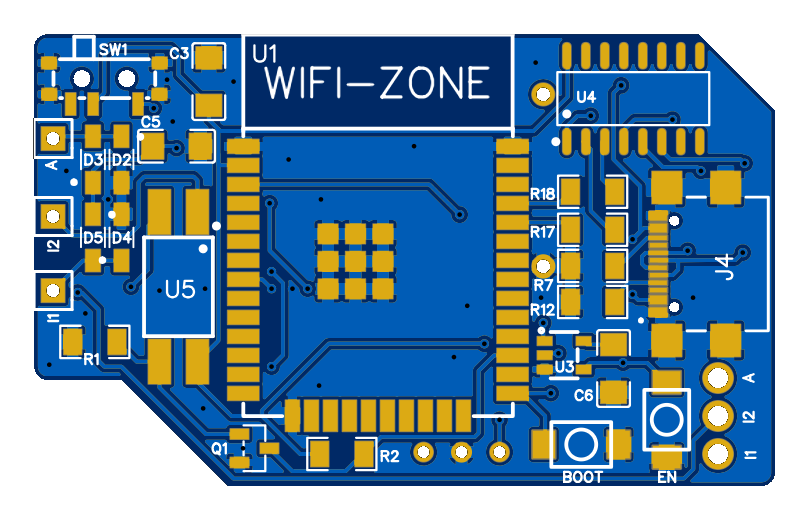 SW1
C3
U1
WIFI-ZONE
U4
C5
A
D3
D2
R18
I2
D5
D4
R17
J4
U5
R7
R12
I1
R1
U3
A
C6
I2
Q1
R2
I1
BOOT
EN